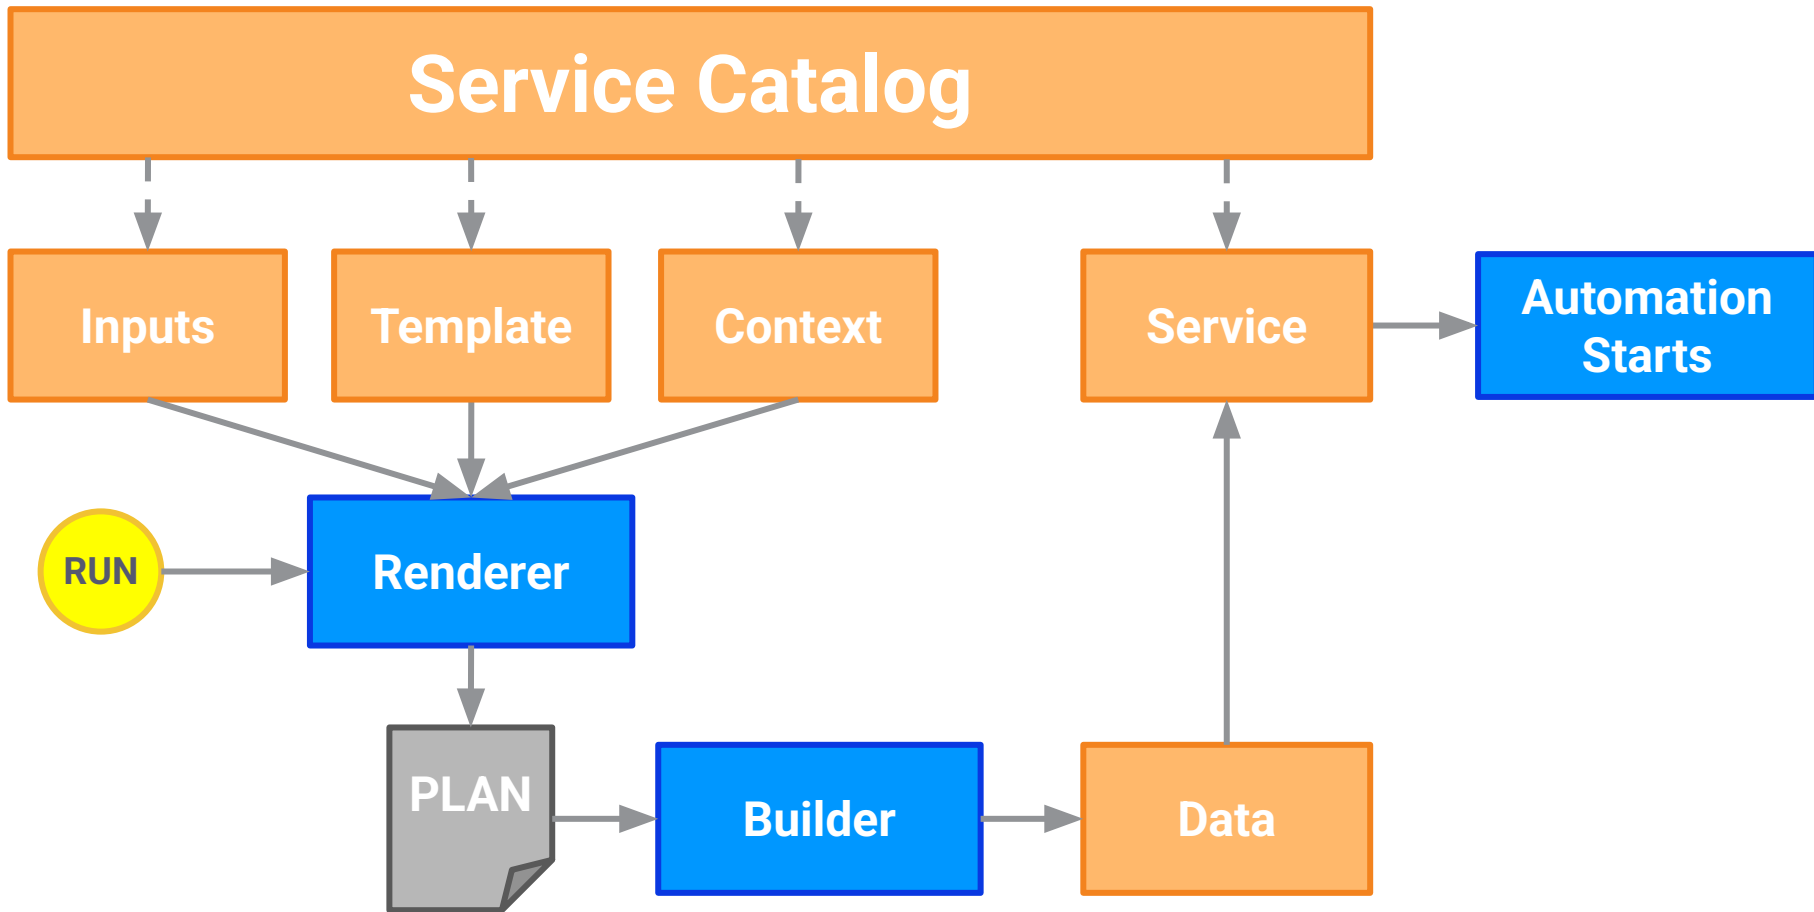 Service Catalog
Inputs
Template
Context
Service
Automation
Starts
RUN
Renderer
PLAN
Builder
Data